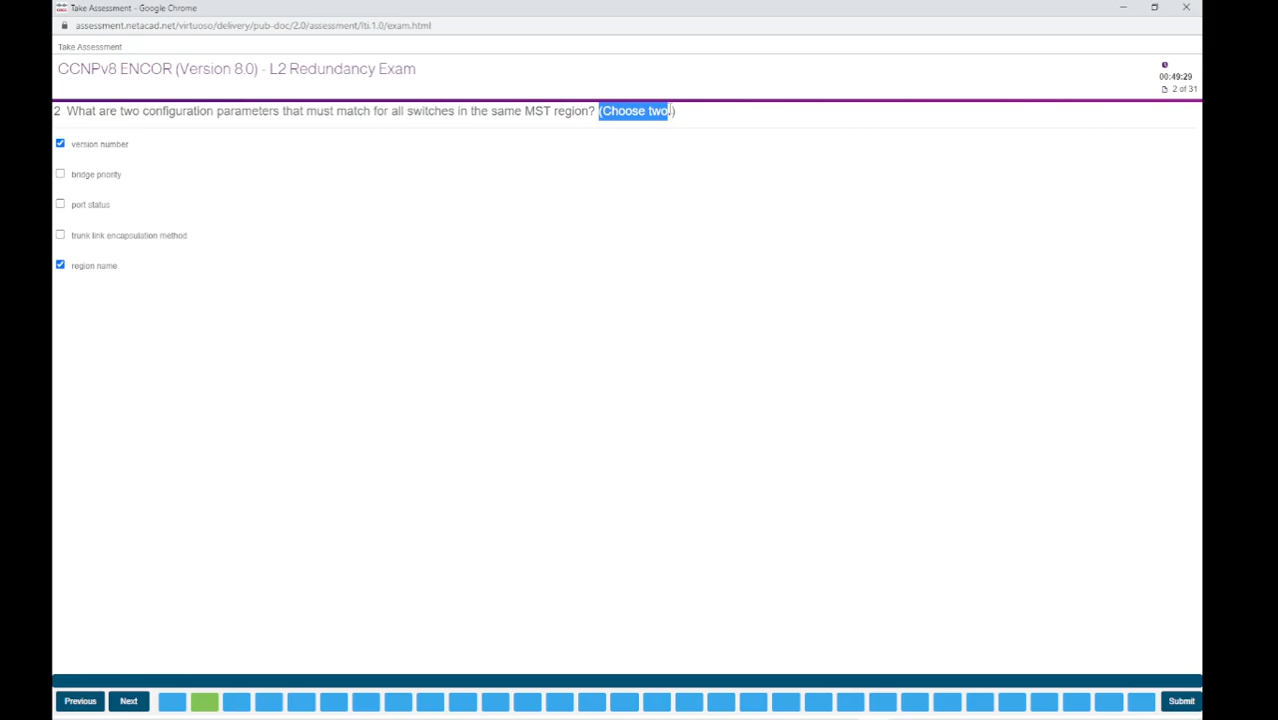 Take Assessment - Google Chrome
assessment.netacad.net/virtuoso/delivery/pub-doc/2.0/assessment/lti.1.0/exam.html
Take Assessment
CCNPv8 ENCOR (Version 8.0) - L2 Redundancy Exam
00:49:29
2 of 31
2 What are two configuration parameters that must match for all switches in the same MST region? (Choose two.)
version number
bridge priority
port status
trunk link encapsulation method
region name
Previous
Next
Submit